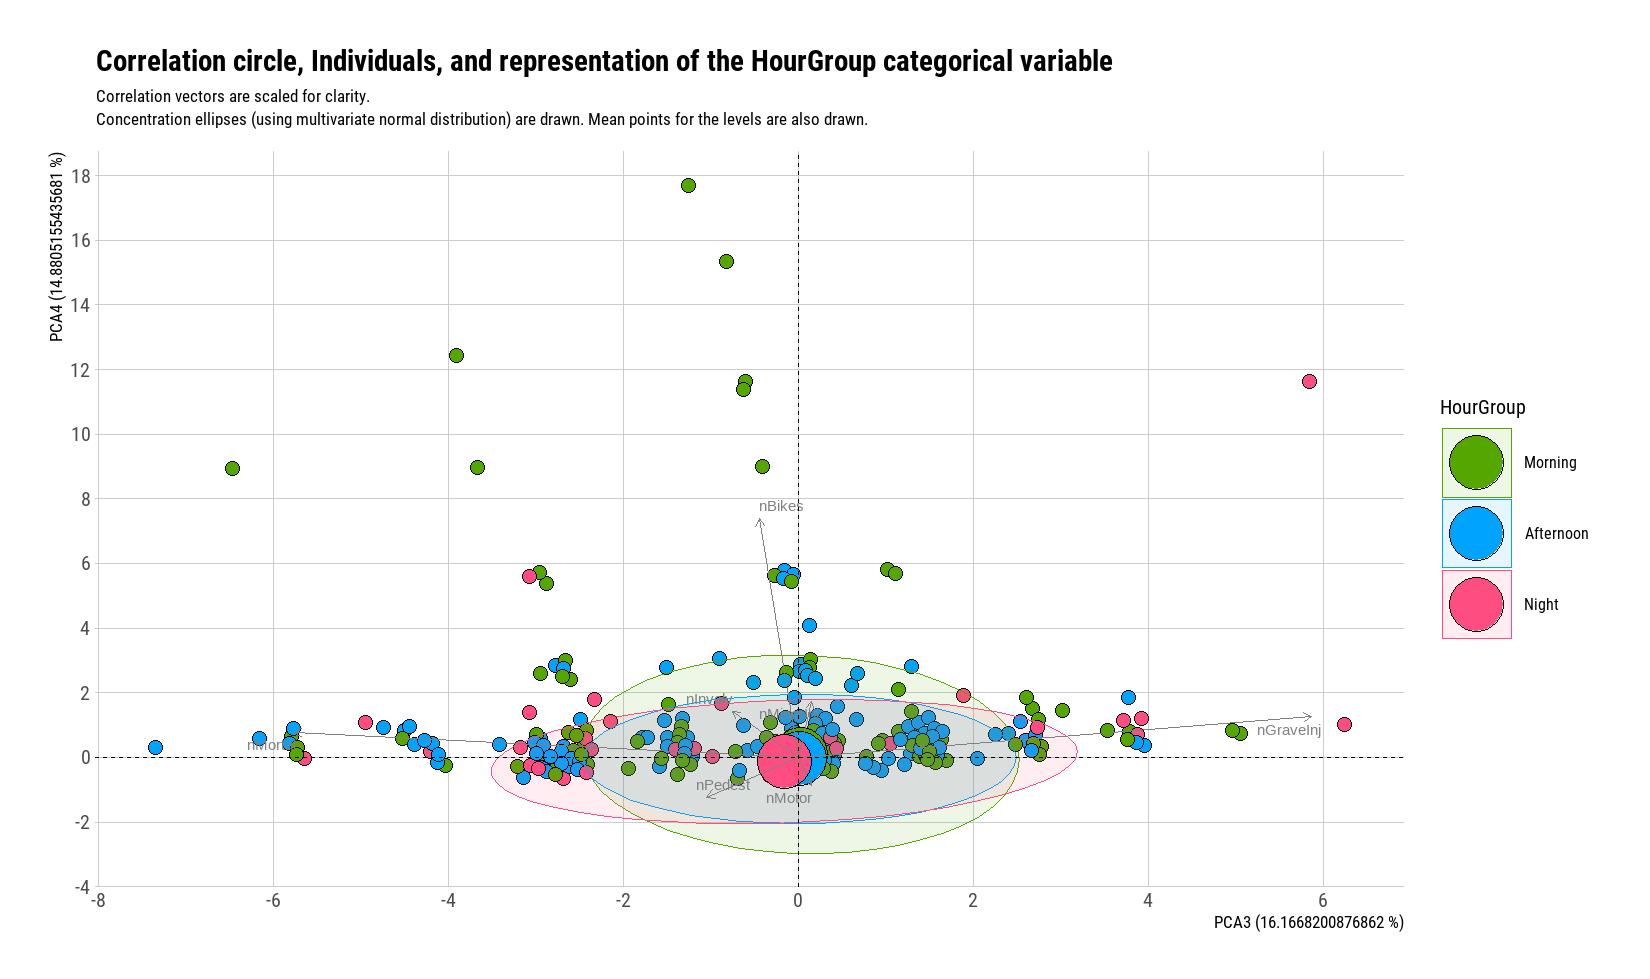 Correlation circle, Individuals, and representation of the HourGroup categorical variable
Correlation vectors are scaled for clarity.
Concentration ellipses (using multivariate normal distribution) are drawn. Mean points for the levels are also drawn.
PCA4 (14.8805155435681 %)
18
16
14
12
10
8
6
4
2
0
-2
-4
nBikes
nInvolv
nGraveInj
nPedest
nMotor
-8
-6
-4
-2
0
2
4
6
PCA3 (16.1668200876862 %)
HourGroup
Morning
Afternoon
Night